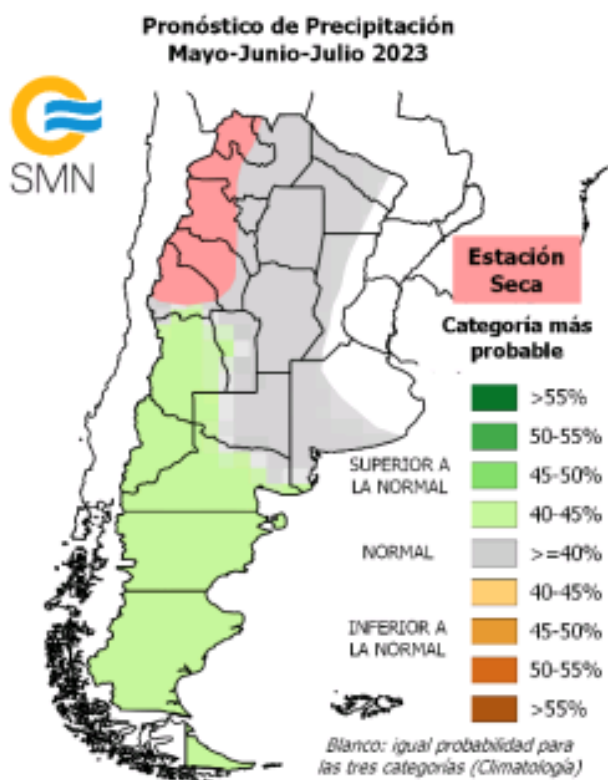 Pronóstico de Precipitación
Mayo-Junio-Julio 2023
SMN
Estación
Seca
Categoría más
probable
>55%
50-55%
SUPERIOR A
LA NORMAL
45-50%
40-45%
NORMAL
>=40%
40-45%
INFERIOR A
LA NORMAL
45-50%
50-55%
>55%
Blanco: igual probabilidad para
las tres categorías (Climatología)